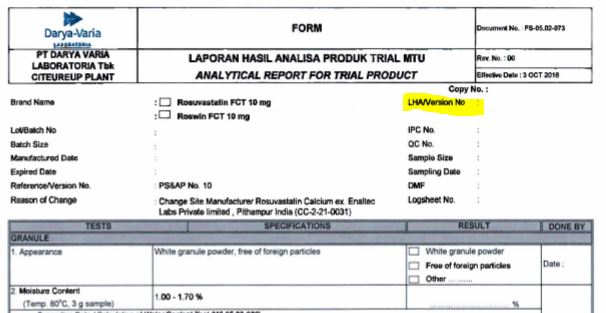 Darya-Varia
LABORATORIA
FORM
Document No. : FS-05.02-073
PT DARYA VARIA
LABORATORIA Tbk
CITEUREUP PLANT
LAPORAN HASIL ANALISA PRODUK TRIAL MTU
ANALYTICAL REPORT FOR TRIAL PRODUCT
Rev. No. : 00
Effective Date : 3 OCT 2016
Copy No. :
Brand Name : Rosuvastatin FCT 10 mg
: Roswin FCT 10 mg
LHA/Version No :
Lot/Batch No : IPC No. :
Batch Size : QC No. :
Manufactured Date : Sample Size :
Expired Date : Sampling Date :
Reference/Version No. : PS&AP No. 10 DMF :
Reason of Change : Change Site Manufacturer Rosuvastatin Calcium ex. Enaltec Logsheet No. :
Labs Private limited , Pithampur India (CC-2-21-0031)
TESTS SPECIFICATIONS RESULT DONE BY
GRANULE
1. Appearance White granule powder, free of foreign particles White granule powder
Free of foreign particles Date :
Other ..........
2. Moisture Content
(Temp. 80°C, 3 g sample) 1.00 - 1.70 % .................... %